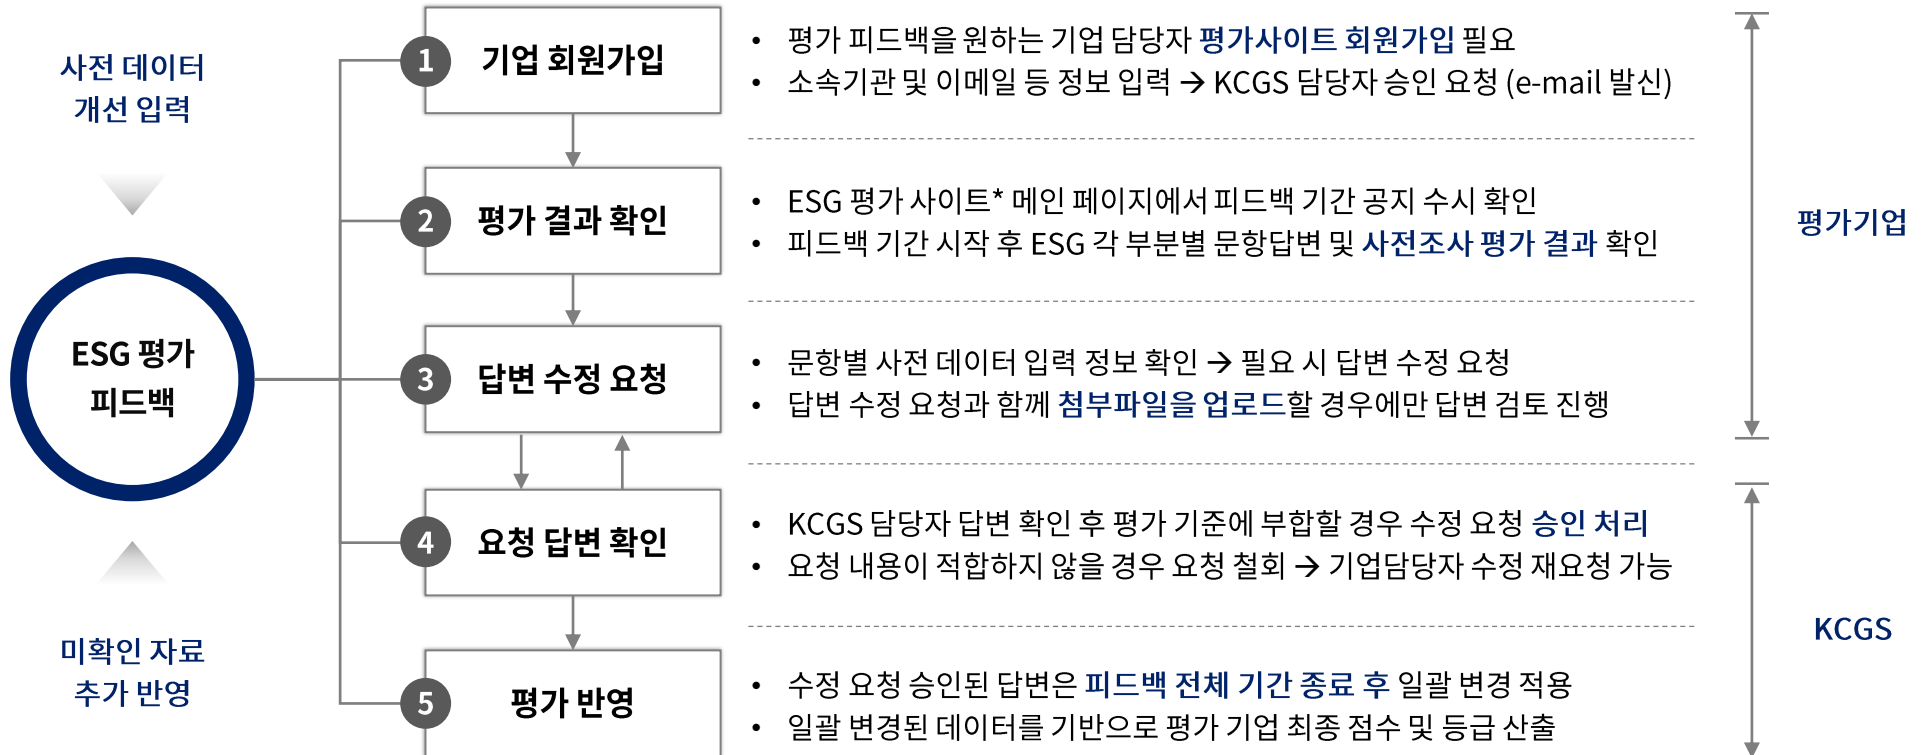 사전 데이터
개선 입력
ESG 평가
피드백
미확인 자료
추가 반영
1 기업 회원가입
• 평가 피드백을 원하는 기업 담당자 평가사이트 회원가입 필요
• 소속기관 및 이메일 등 정보 입력 → KCGS 담당자 승인 요청 (e-mail 발신)
2 평가 결과 확인
• ESG 평가 사이트* 메인 페이지에서 피드백 기간 공지 수시 확인
• 피드백 기간 시작 후 ESG 각 부분별 문항답변 및 사전조사 평가 결과 확인
3 답변 수정 요청
• 문항별 사전 데이터 입력 정보 확인 → 필요 시 답변 수정 요청
• 답변 수정 요청과 함께 첨부파일을 업로드할 경우에만 답변 검토 진행
4 요청 답변 확인
• KCGS 담당자 답변 확인 후 평가 기준에 부합할 경우 수정 요청 승인 처리
• 요청 내용이 적합하지 않을 경우 요청 철회 → 기업담당자 수정 재요청 가능
5 평가 반영
• 수정 요청 승인된 답변은 피드백 전체 기간 종료 후 일괄 변경 적용
• 일괄 변경된 데이터를 기반으로 평가 기업 최종 점수 및 등급 산출
평가기업
KCGS